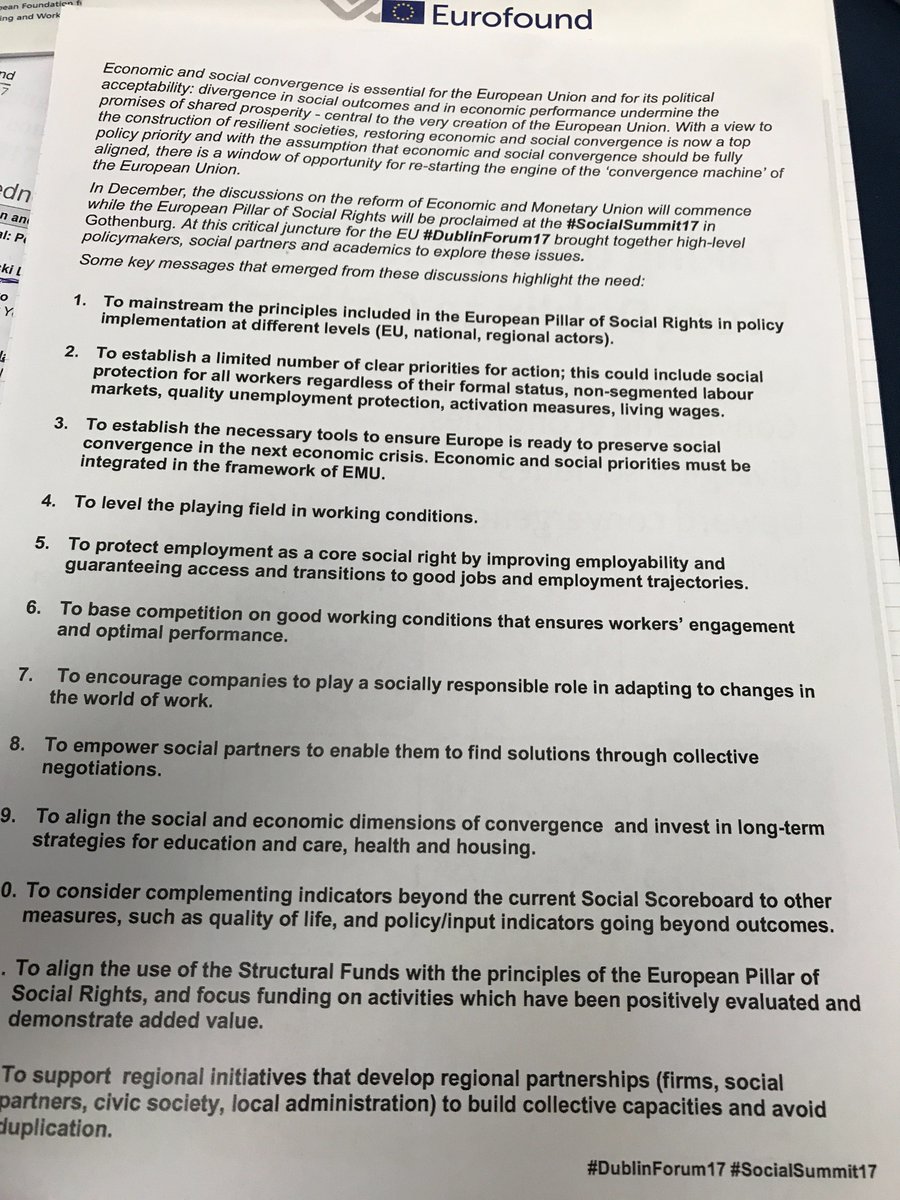 pean Foundation f
ing and Work
Eurofound
nd
7
edn
n an
al: P
ki L
o
Y
Economic and social convergence is essential for the European Union and for its political
acceptability: divergence in social outcomes and in economic performance undermine the
promises of shared prosperity - central to the very creation of the European Union. With a view to
the construction of resilient societies, restoring economic and social convergence is now a top
policy priority and with the assumption that economic and social convergence should be fully
aligned, there is a window of opportunity for re-starting the engine of the ‘convergence machine’ of
the European Union.
In December, the discussions on the reform of Economic and Monetary Union will commence
while the European Pillar of Social Rights will be proclaimed at the #SocialSummit17 in
Gothenburg. At this critical juncture for the EU #DublinForum17 brought together high-level
policymakers, social partners and academics to explore these issues.
Some key messages that emerged from these discussions highlight the need:
1. To mainstream the principles included in the European Pillar of Social Rights in policy
implementation at different levels (EU, national, regional actors).
2. To establish a limited number of clear priorities for action; this could include social
protection for all workers regardless of their formal status, non-segmented labour
markets, quality unemployment protection, activation measures, living wages.
3. To establish the necessary tools to ensure Europe is ready to preserve social
convergence in the next economic crisis. Economic and social priorities must be
integrated in the framework of EMU.
4. To level the playing field in working conditions.
5. To protect employment as a core social right by improving employability and
guaranteeing access and transitions to good jobs and employment trajectories.
6. To base competition on good working conditions that ensures workers’ engagement
and optimal performance.
7. To encourage companies to play a socially responsible role in adapting to changes in
the world of work.
8. To empower social partners to enable them to find solutions through collective
negotiations.
9. To align the social and economic dimensions of convergence and invest in long-term
strategies for education and care, health and housing.
0. To consider complementing indicators beyond the current Social Scoreboard to other
measures, such as quality of life, and policy/input indicators going beyond outcomes.
. To align the use of the Structural Funds with the principles of the European Pillar of
Social Rights, and focus funding on activities which have been positively evaluated and
demonstrate added value.
To support regional initiatives that develop regional partnerships (firms, social
partners, civic society, local administration) to build collective capacities and avoid
duplication.
#DublinForum17 #SocialSummit17